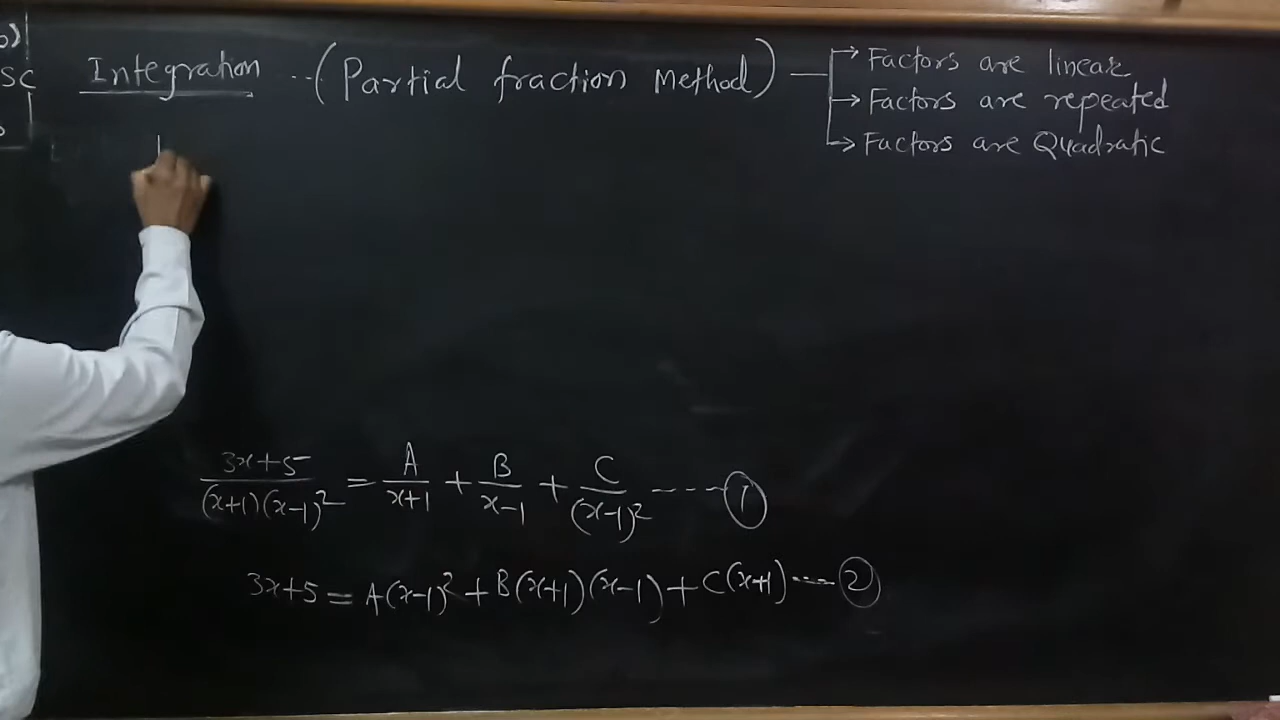 Integration ..(Partial fraction Method)
Factors are linear
Factors are repeated
Factors are Quadratic
SC
3x+5/(x+1)(x-1)² = A/x+1 + B/x-1 + C/(x-1)² ----- ①
3x+5 = A(x-1)² + B(x+1)(x-1) + C(x+1) ---- ②